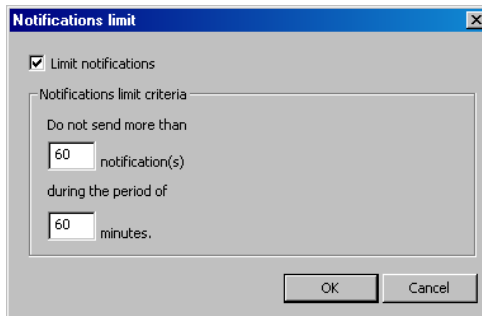 Notifications limit
Limit notifications
Notifications limit criteria
Do not send more than
60 notification(s)
during the period of
60 minutes.
OK Cancel